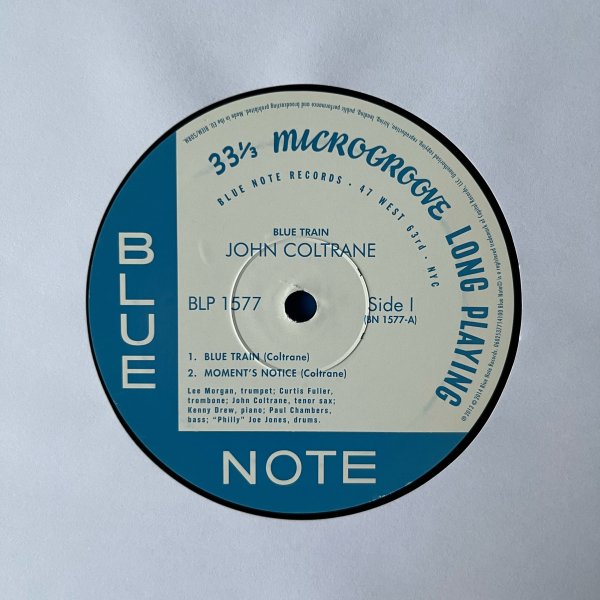 33⅓ MICROGROOVE LONG PLAYING
BLUE NOTE RECORDS · 47 WEST 63rd · NYC
BLUE TRAIN
JOHN COLTRANE
BLP 1577
Side I
(BN 1577-A)
1. BLUE TRAIN (Coltrane)
2. MOMENT'S NOTICE (Coltrane)
Lee Morgan, trumpet; Curtis Fuller,
trombone; John Coltrane, tenor sax;
Kenny Drew, piano; Paul Chambers,
bass; "Philly" Joe Jones, drums.
BLUE
NOTE